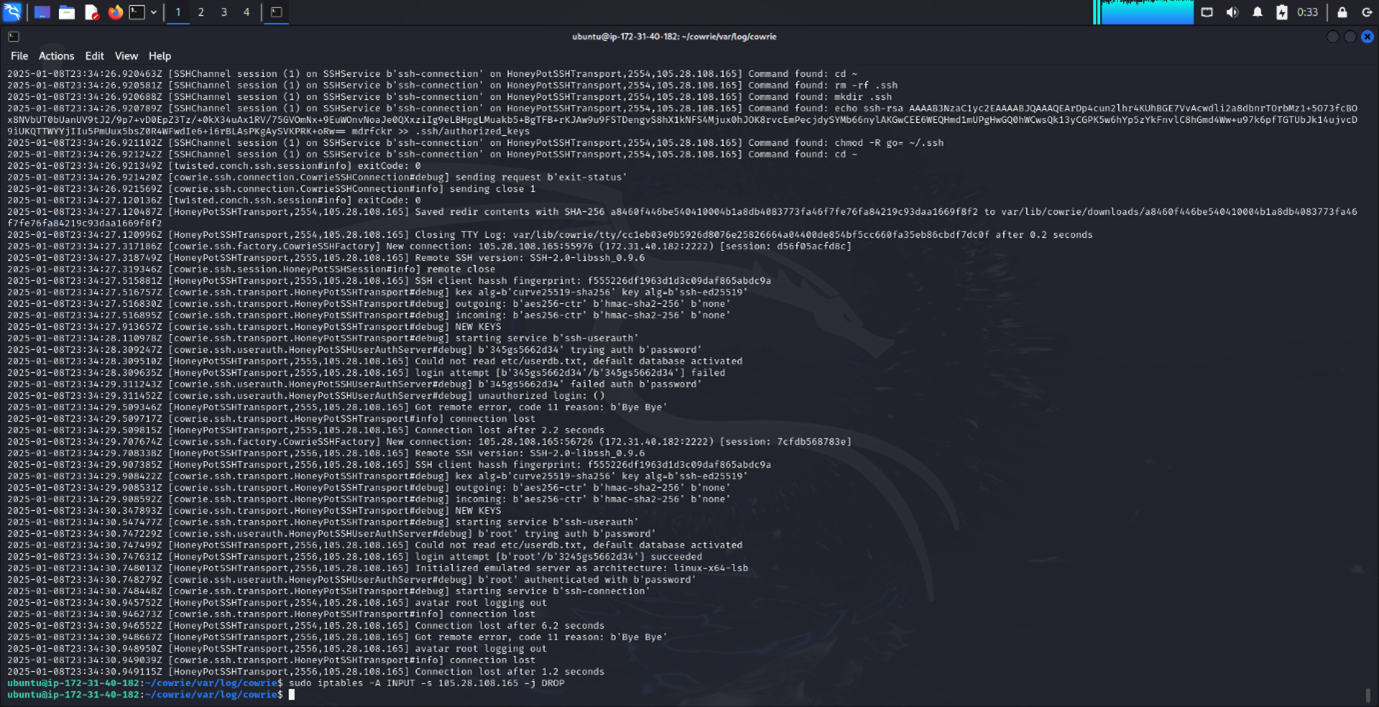 1 2 3 4 0:33
ubuntu@ip-172-31-40-182: ~/cowrie/var/log/cowrie
File Actions Edit View Help
2025-01-08T23:34:26.920463Z [SSHChannel session (1) on SSHService b'ssh-connection' on HoneyPotSSHTransport,2554,105.28.108.165] Command found: cd ~
2025-01-08T23:34:26.920581Z [SSHChannel session (1) on SSHService b'ssh-connection' on HoneyPotSSHTransport,2554,105.28.108.165] Command found: rm -rf .ssh
2025-01-08T23:34:26.920688Z [SSHChannel session (1) on SSHService b'ssh-connection' on HoneyPotSSHTransport,2554,105.28.108.165] Command found: mkdir .ssh
2025-01-08T23:34:26.920789Z [SSHChannel session (1) on SSHService b'ssh-connection' on HoneyPotSSHTransport,2554,105.28.108.165] Command found: echo ssh-rsa AAAAB3NzaC1yc2EAAAABJQAAAQEArDp4cun2lhr4KUhBGE7VvAcwdli2a8dbnrTOrbMz1+5O73fcBO
x8NVbUT0bUanUV9tJ2/9p7+vD0EpZ3Tz/+0kX34uAx1RV/75GVOmNx+9EuWOnvNoaJe0QXxziIg9eLBHpgLMuakb5+BgTFB+rKJAw9u9FSTDengvS8hX1kNFS4Mjux0hJOK8rvcEmPecjdySYMb66nylAKGwCEE6WEQHmd1mUPgHwGQ0hWCwsQk13yCGPK5w6hYp5zYkFnvlC8hGmd4Ww+u97k6pfTGTUbJk14ujvcD
9iUKQTTWYYjIIu5PmUux5bsZ0R4WFwdIe6+i6rBLAsPKgAySVKPRK+oRw== mdrfckr >> .ssh/authorized_keys
2025-01-08T23:34:26.921102Z [SSHChannel session (1) on SSHService b'ssh-connection' on HoneyPotSSHTransport,2554,105.28.108.165] Command found: chmod -R go= ~/.ssh
2025-01-08T23:34:26.921242Z [SSHChannel session (1) on SSHService b'ssh-connection' on HoneyPotSSHTransport,2554,105.28.108.165] Command found: cd ~
2025-01-08T23:34:26.921349Z [twisted.conch.ssh.session#info] exitCode: 0
2025-01-08T23:34:26.921420Z [cowrie.ssh.connection.CowrieSSHConnection#debug] sending request b'exit-status'
2025-01-08T23:34:26.921569Z [cowrie.ssh.connection.CowrieSSHConnection#info] sending close 1
2025-01-08T23:34:27.120136Z [twisted.conch.ssh.session#info] exitCode: 0
2025-01-08T23:34:27.120487Z [HoneyPotSSHTransport,2554,105.28.108.165] Saved redir contents with SHA-256 a8460f446be540410004b1a8db4083773fa46f7fe76fa84219c93daa1669f8f2 to var/lib/cowrie/downloads/a8460f446be540410004b1a8db4083773fa46
f7fe76fa84219c93daa1669f8f2
2025-01-08T23:34:27.120996Z [HoneyPotSSHTransport,2554,105.28.108.165] Closing TTY Log: var/lib/cowrie/tty/cc1eb03e9b5926d8076e25826664a04400de854bf5cc660fa35eb86cbdf7dc0f after 0.2 seconds
2025-01-08T23:34:27.317186Z [cowrie.ssh.factory.CowrieSSHFactory] New connection: 105.28.108.165:55976 (172.31.40.182:2222) [session: d56f05acfd8c]
2025-01-08T23:34:27.318749Z [HoneyPotSSHTransport,2555,105.28.108.165] Remote SSH version: SSH-2.0-libssh_0.9.6
2025-01-08T23:34:27.319346Z [cowrie.ssh.session.HoneyPotSSHSession#info] remote close
2025-01-08T23:34:27.515881Z [HoneyPotSSHTransport,2555,105.28.108.165] SSH client hassh fingerprint: f555226df1963d1d3c09daf865abdc9a
2025-01-08T23:34:27.516757Z [cowrie.ssh.transport.HoneyPotSSHTransport#debug] kex alg=b'curve25519-sha256' key alg=b'ssh-ed25519'
2025-01-08T23:34:27.516830Z [cowrie.ssh.transport.HoneyPotSSHTransport#debug] outgoing: b'aes256-ctr' b'hmac-sha2-256' b'none'
2025-01-08T23:34:27.516895Z [cowrie.ssh.transport.HoneyPotSSHTransport#debug] incoming: b'aes256-ctr' b'hmac-sha2-256' b'none'
2025-01-08T23:34:27.913657Z [cowrie.ssh.transport.HoneyPotSSHTransport#debug] NEW KEYS
2025-01-08T23:34:28.110978Z [cowrie.ssh.transport.HoneyPotSSHTransport#debug] starting service b'ssh-userauth'
2025-01-08T23:34:28.309247Z [cowrie.ssh.userauth.HoneyPotSSHUserAuthServer#debug] b'345gs5662d34' trying auth b'password'
2025-01-08T23:34:28.309510Z [HoneyPotSSHTransport,2555,105.28.108.165] Could not read etc/userdb.txt, default database activated
2025-01-08T23:34:28.309635Z [HoneyPotSSHTransport,2555,105.28.108.165] login attempt [b'345gs5662d34'/b'345gs5662d34'] failed
2025-01-08T23:34:29.311243Z [cowrie.ssh.userauth.HoneyPotSSHUserAuthServer#debug] b'345gs5662d34' failed auth b'password'
2025-01-08T23:34:29.311452Z [cowrie.ssh.userauth.HoneyPotSSHUserAuthServer#debug] unauthorized login: ()
2025-01-08T23:34:29.509346Z [HoneyPotSSHTransport,2555,105.28.108.165] Got remote error, code 11 reason: b'Bye Bye'
2025-01-08T23:34:29.509717Z [cowrie.ssh.transport.HoneyPotSSHTransport#info] connection lost
2025-01-08T23:34:29.509815Z [HoneyPotSSHTransport,2555,105.28.108.165] Connection lost after 2.2 seconds
2025-01-08T23:34:29.707674Z [cowrie.ssh.factory.CowrieSSHFactory] New connection: 105.28.108.165:56726 (172.31.40.182:2222) [session: 7cfdb568783e]
2025-01-08T23:34:29.708338Z [HoneyPotSSHTransport,2556,105.28.108.165] Remote SSH version: SSH-2.0-libssh_0.9.6
2025-01-08T23:34:29.907385Z [HoneyPotSSHTransport,2556,105.28.108.165] SSH client hassh fingerprint: f555226df1963d1d3c09daf865abdc9a
2025-01-08T23:34:29.908422Z [cowrie.ssh.transport.HoneyPotSSHTransport#debug] kex alg=b'curve25519-sha256' key alg=b'ssh-ed25519'
2025-01-08T23:34:29.908531Z [cowrie.ssh.transport.HoneyPotSSHTransport#debug] outgoing: b'aes256-ctr' b'hmac-sha2-256' b'none'
2025-01-08T23:34:29.908592Z [cowrie.ssh.transport.HoneyPotSSHTransport#debug] incoming: b'aes256-ctr' b'hmac-sha2-256' b'none'
2025-01-08T23:34:30.347893Z [cowrie.ssh.transport.HoneyPotSSHTransport#debug] NEW KEYS
2025-01-08T23:34:30.547477Z [cowrie.ssh.transport.HoneyPotSSHTransport#debug] starting service b'ssh-userauth'
2025-01-08T23:34:30.747229Z [cowrie.ssh.userauth.HoneyPotSSHUserAuthServer#debug] b'root' trying auth b'password'
2025-01-08T23:34:30.747499Z [HoneyPotSSHTransport,2556,105.28.108.165] Could not read etc/userdb.txt, default database activated
2025-01-08T23:34:30.747631Z [HoneyPotSSHTransport,2556,105.28.108.165] login attempt [b'root'/b'3245gs5662d34'] succeeded
2025-01-08T23:34:30.748013Z [HoneyPotSSHTransport,2556,105.28.108.165] Initialized emulated server as architecture: linux-x64-lsb
2025-01-08T23:34:30.748279Z [cowrie.ssh.userauth.HoneyPotSSHUserAuthServer#debug] b'root' authenticated with b'password'
2025-01-08T23:34:30.748448Z [cowrie.ssh.transport.HoneyPotSSHTransport#debug] starting service b'ssh-connection'
2025-01-08T23:34:30.945752Z [HoneyPotSSHTransport,2554,105.28.108.165] avatar root logging out
2025-01-08T23:34:30.946273Z [cowrie.ssh.transport.HoneyPotSSHTransport#info] connection lost
2025-01-08T23:34:30.946552Z [HoneyPotSSHTransport,2554,105.28.108.165] Connection lost after 6.2 seconds
2025-01-08T23:34:30.948667Z [HoneyPotSSHTransport,2556,105.28.108.165] Got remote error, code 11 reason: b'Bye Bye'
2025-01-08T23:34:30.948950Z [HoneyPotSSHTransport,2556,105.28.108.165] avatar root logging out
2025-01-08T23:34:30.949039Z [cowrie.ssh.transport.HoneyPotSSHTransport#info] connection lost
2025-01-08T23:34:30.949115Z [HoneyPotSSHTransport,2556,105.28.108.165] Connection lost after 1.2 seconds
ubuntu@ip-172-31-40-182:~/cowrie/var/log/cowrie$ sudo iptables -A INPUT -s 105.28.108.165 -j DROP
ubuntu@ip-172-31-40-182:~/cowrie/var/log/cowrie$